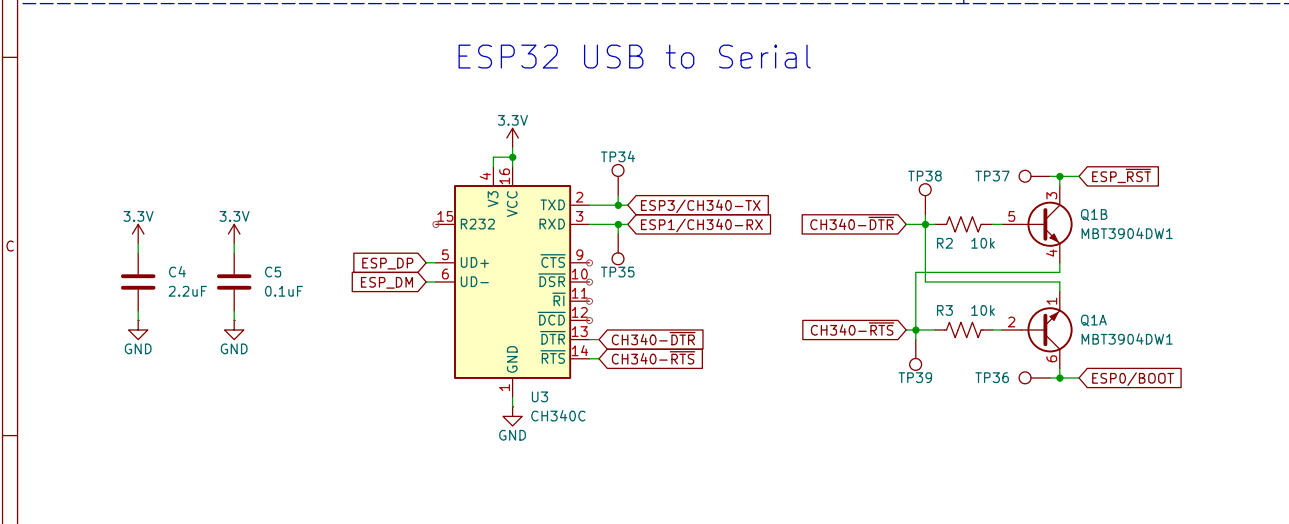 ESP32 USB to Serial
C
3.3V
C4
2.2uF
GND
3.3V
C5
0.1uF
GND
3.3V
4
16
V3
VCC
15
R232
5
UD+
6
UD-
ESP_DP
ESP_DM
TXD
2
RXD
3
CTS
9
DSR
10
RI
11
DCD
12
DTR
13
RTS
14
GND
1
U3
CH340C
GND
TP34
ESP3/CH340-TX
ESP1/CH340-RX
TP35
CH340-DTR
CH340-RTS
TP38
CH340-DTR
R2 10k
5
TP37
ESP_RST
3
Q1B
MBT3904DW1
4
CH340-RTS
R3 10k
2
TP39
1
Q1A
MBT3904DW1
6
TP36
ESP0/BOOT